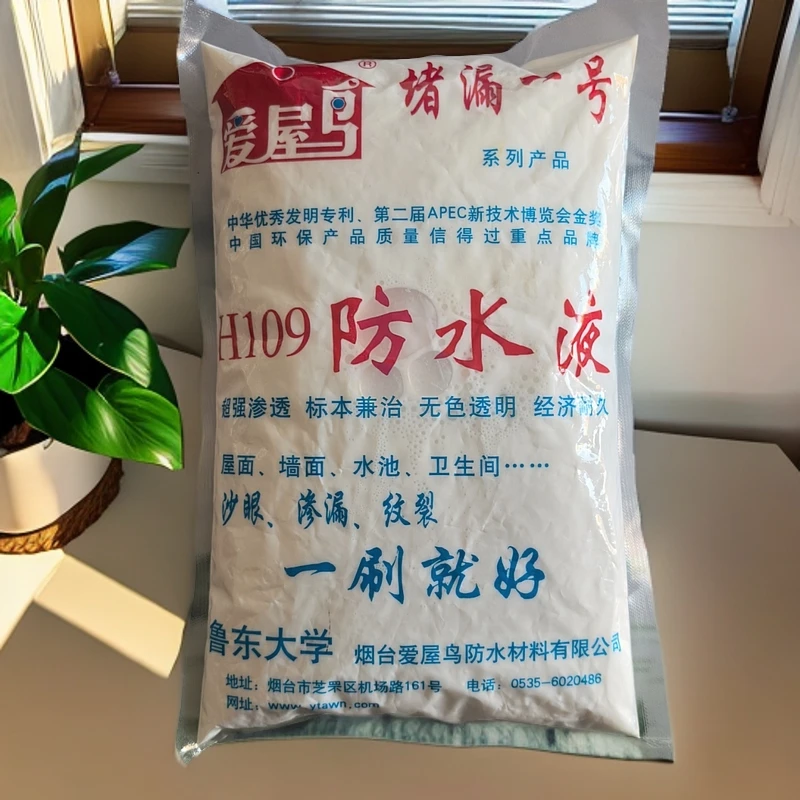 爱屋鸟®
堵漏一号
系列产品
中华优秀发明专利、第二届APEC新技术博览会金奖
中国环保产品质量信得过重点品牌
H109 防水液
超强渗透 标本兼治 无色透明 经济耐久
屋面、墙面、水池、卫生间……
沙眼、渗漏、纹裂
一刷就好
鲁东大学 烟台爱屋鸟防水材料有限公司
地址：烟台市芝罘区机场路161号 电话：0535-6020486
网址：www.ytawn.com